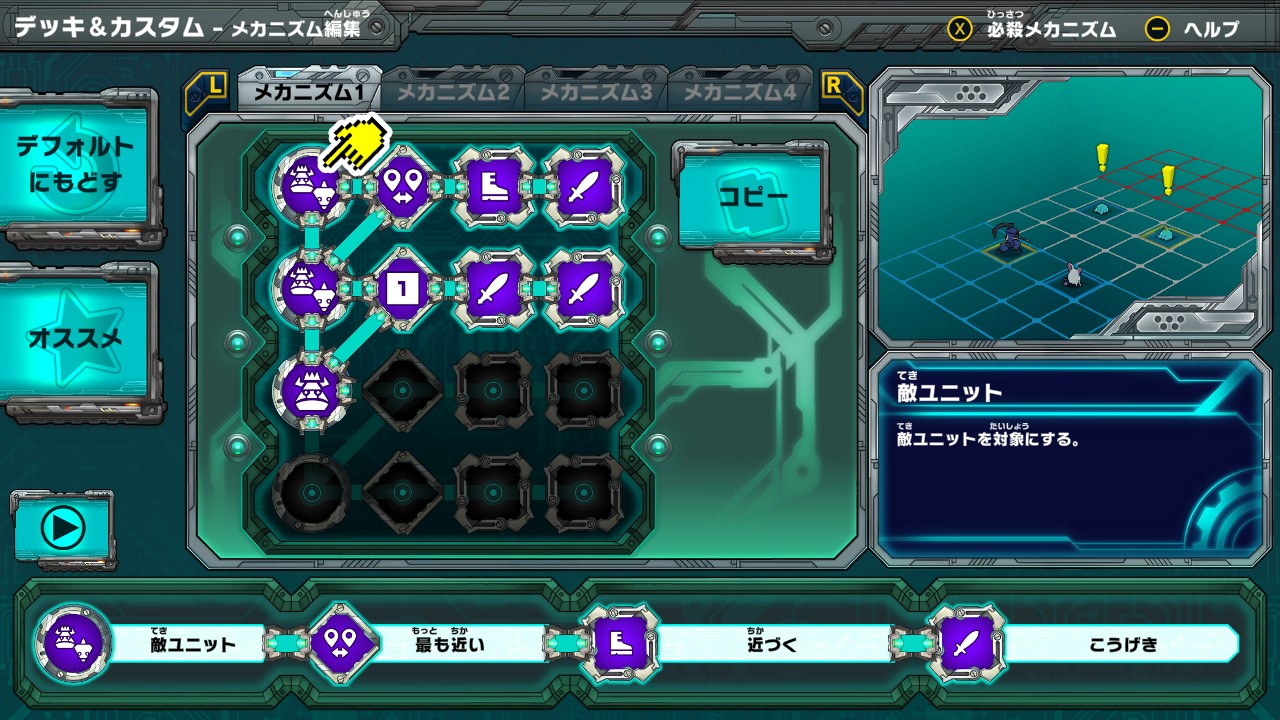 デッキ&カスタム - メカニズム編集
へんしゅう
X 必殺メカニズム
ひっさつ
ヘルプ
L
メカニズム1
メカニズム2
メカニズム3
メカニズム4
R
デフォルト
にもどす
オススメ
コピー
1
てき
敵ユニット
てき たいしょう
敵ユニットを対象にする。
てき
敵ユニット
もっと ちか
最も近い
ちか
近づく
こうげき